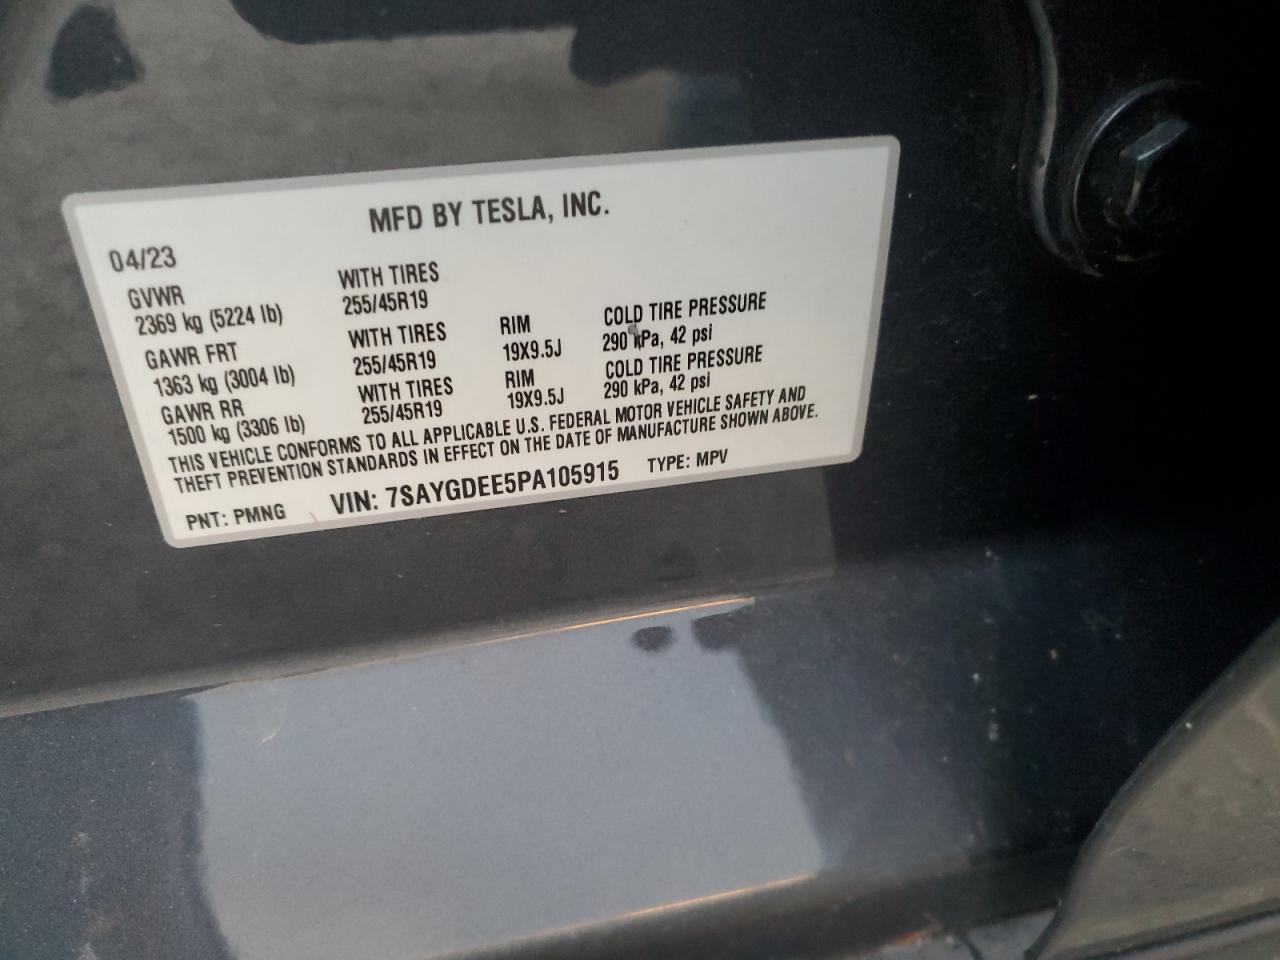 MFD BY TESLA, INC.
04/23
GVWR WITH TIRES
2369 kg (5224 lb) 255/45R19
GAWR FRT WITH TIRES RIM COLD TIRE PRESSURE
1363 kg (3004 lb) 255/45R19 19X9.5J 290 kPa, 42 psi
GAWR RR WITH TIRES RIM COLD TIRE PRESSURE
1500 kg (3306 lb) 255/45R19 19X9.5J 290 kPa, 42 psi
THIS VEHICLE CONFORMS TO ALL APPLICABLE U.S. FEDERAL MOTOR VEHICLE SAFETY AND
THEFT PREVENTION STANDARDS IN EFFECT ON THE DATE OF MANUFACTURE SHOWN ABOVE.
PNT: PMNG VIN: 7SAYGDEE5PA105915 TYPE: MPV